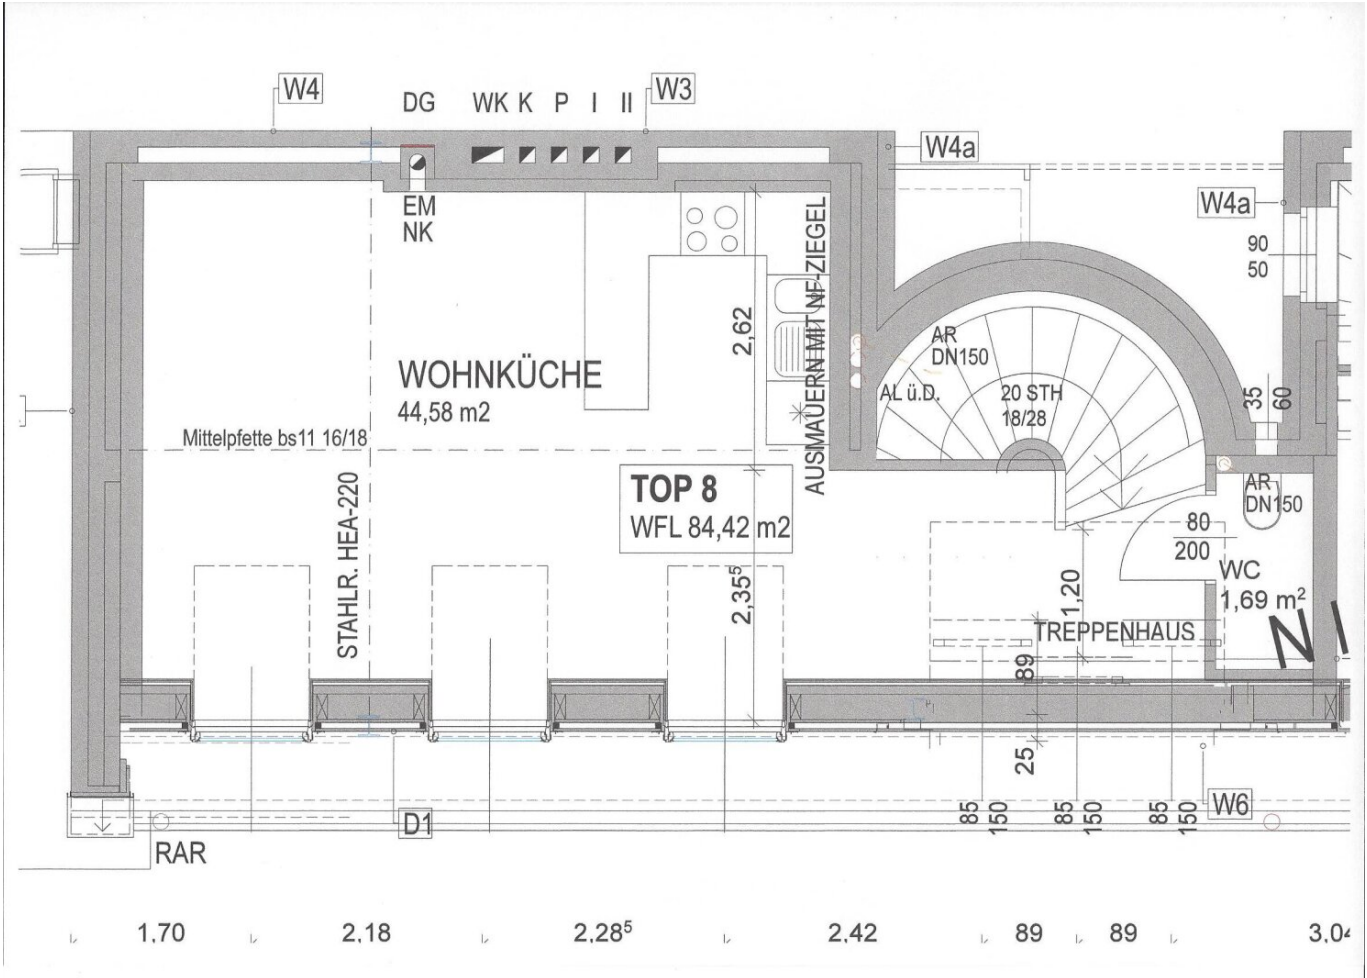 W4
DG
WK K P I II
W3
W4a
W4a
EM
NK
90
50
AUSMAUERN MIT NF-ZIEGEL
2,62
AR
DN150
WOHNKÜCHE
44,58 m2
AL ü.D.
20 STH
18/28
35
60
Mittelpfette bs11 16/18
STAHLR. HEA-220
TOP 8
WFL 84,42 m2
AR
DN150
80
200
2,35⁵
1,20
WC
1,69 m²
TREPPENHAUS
89
25
85
150
85
150
85
150
W6
D1
RAR
1,70
2,18
2,28⁵
2,42
89
89
3,04